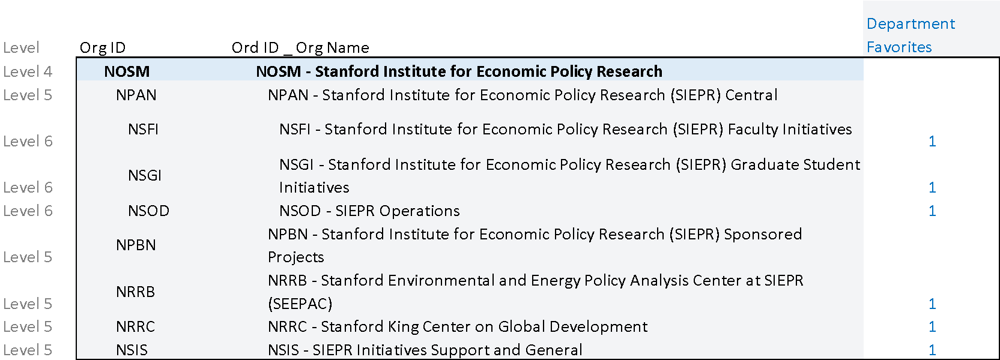 Department
Level Org ID Ord ID _ Org Name Favorites
Level 4 NOSM NOSM - Stanford Institute for Economic Policy Research
Level 5 NPAN NPAN - Stanford Institute for Economic Policy Research (SIEPR) Central
Level 6 NSFI NSFI - Stanford Institute for Economic Policy Research (SIEPR) Faculty Initiatives 1
NSGI - Stanford Institute for Economic Policy Research (SIEPR) Graduate Student
Level 6 NSGI Initiatives 1
Level 6 NSOD NSOD - SIEPR Operations 1
NPBN - Stanford Institute for Economic Policy Research (SIEPR) Sponsored
Level 5 NPBN Projects
NRRB - Stanford Environmental and Energy Policy Analysis Center at SIEPR
Level 5 NRRB (SEEPAC) 1
Level 5 NRRC NRRC - Stanford King Center on Global Development 1
Level 5 NSIS NSIS - SIEPR Initiatives Support and General 1